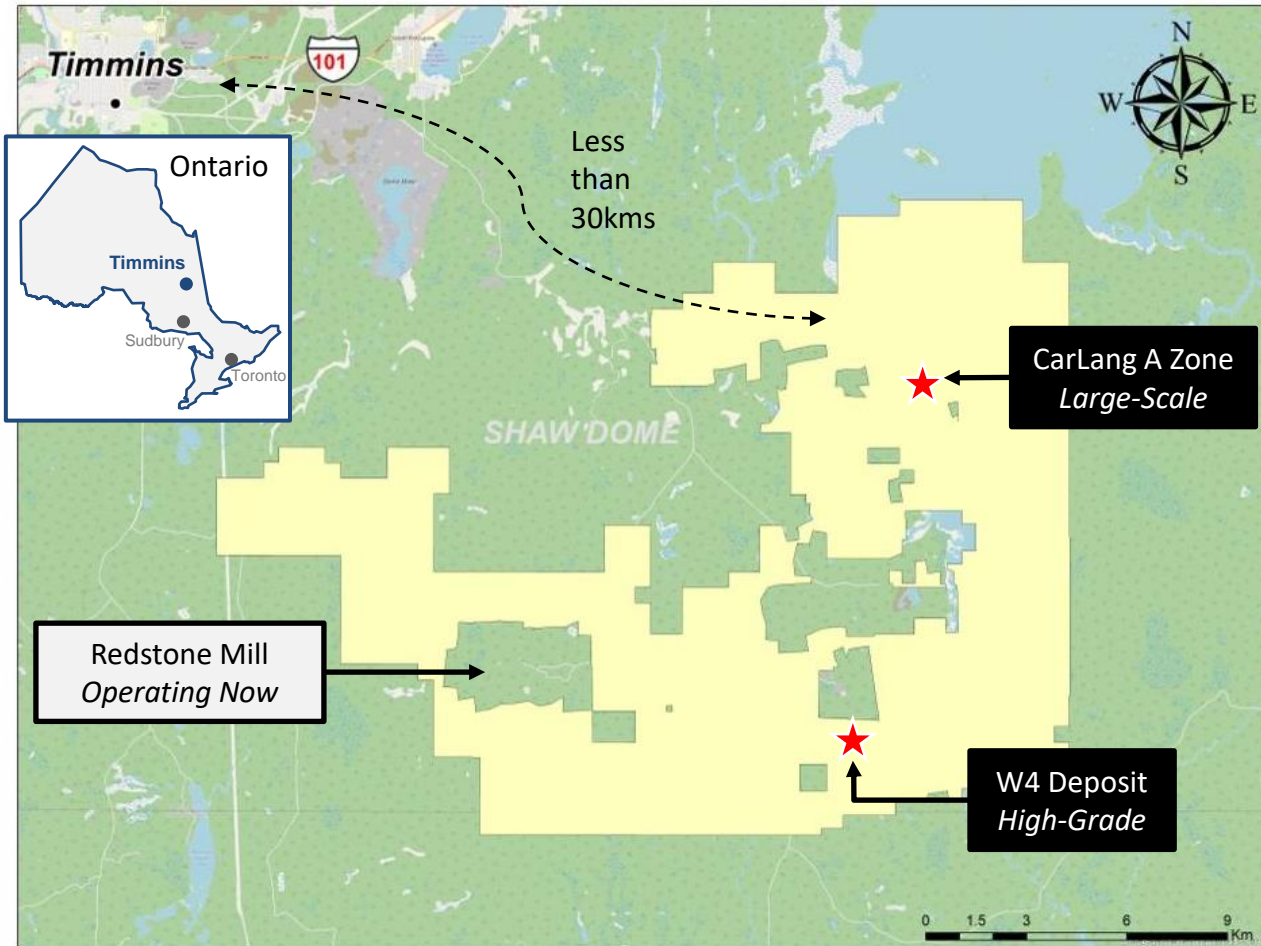 Timmins
101
N
W
E
S
Less
than
30kms
Ontario
Timmins
Sudbury
Toronto
CarLang A Zone
Large-Scale
SHAW DOME
Redstone Mill
Operating Now
W4 Deposit
High-Grade
0 1.5 3 6 9
Km